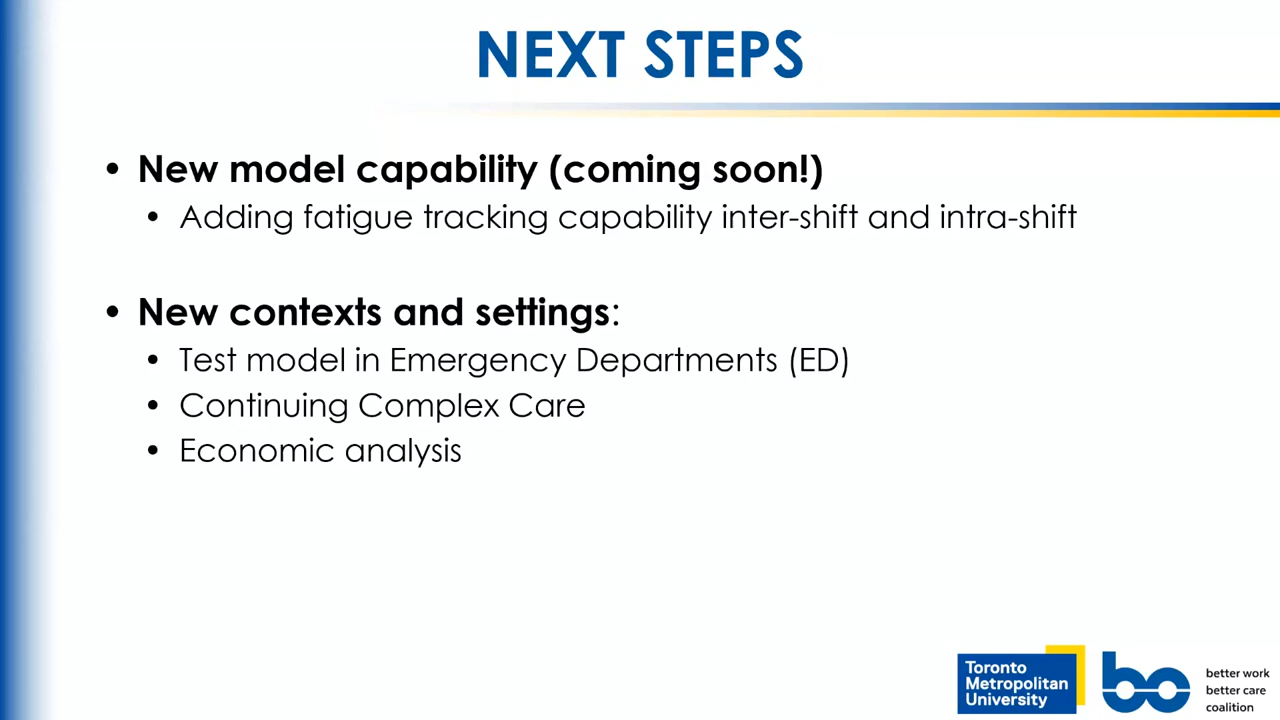 NEXT STEPS
• New model capability (coming soon!)
• Adding fatigue tracking capability inter-shift and intra-shift
• New contexts and settings:
• Test model in Emergency Departments (ED)
• Continuing Complex Care
• Economic analysis
Toronto
Metropolitan
University
better work
better care
coalition